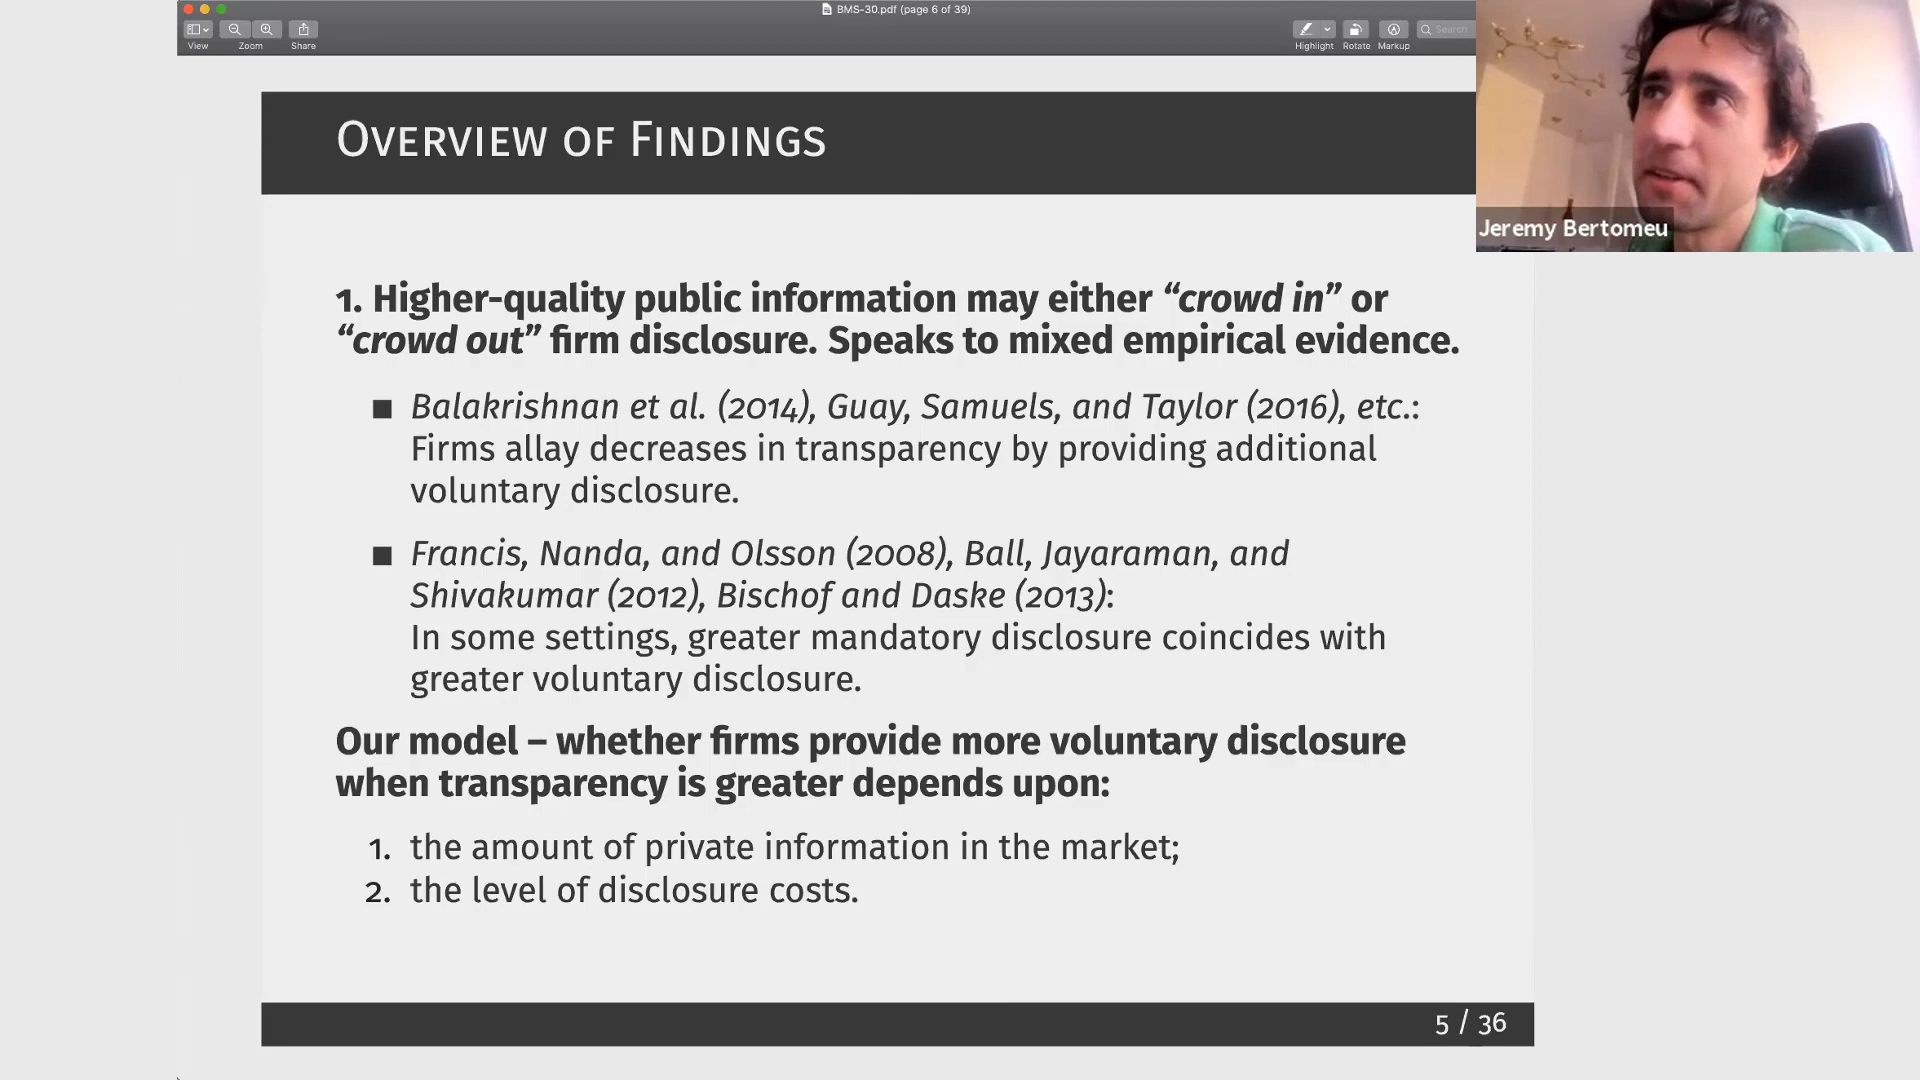 BMS-30.pdf (page 6 of 39)
View Zoom Share Highlight Rotate Markup Search
OVERVIEW OF FINDINGS
Jeremy Bertomeu
1. Higher-quality public information may either “crowd in” or
“crowd out” firm disclosure. Speaks to mixed empirical evidence.
■ Balakrishnan et al. (2014), Guay, Samuels, and Taylor (2016), etc.:
Firms allay decreases in transparency by providing additional
voluntary disclosure.
■ Francis, Nanda, and Olsson (2008), Ball, Jayaraman, and
Shivakumar (2012), Bischof and Daske (2013):
In some settings, greater mandatory disclosure coincides with
greater voluntary disclosure.
Our model – whether firms provide more voluntary disclosure
when transparency is greater depends upon:
1. the amount of private information in the market;
2. the level of disclosure costs.
5 / 36